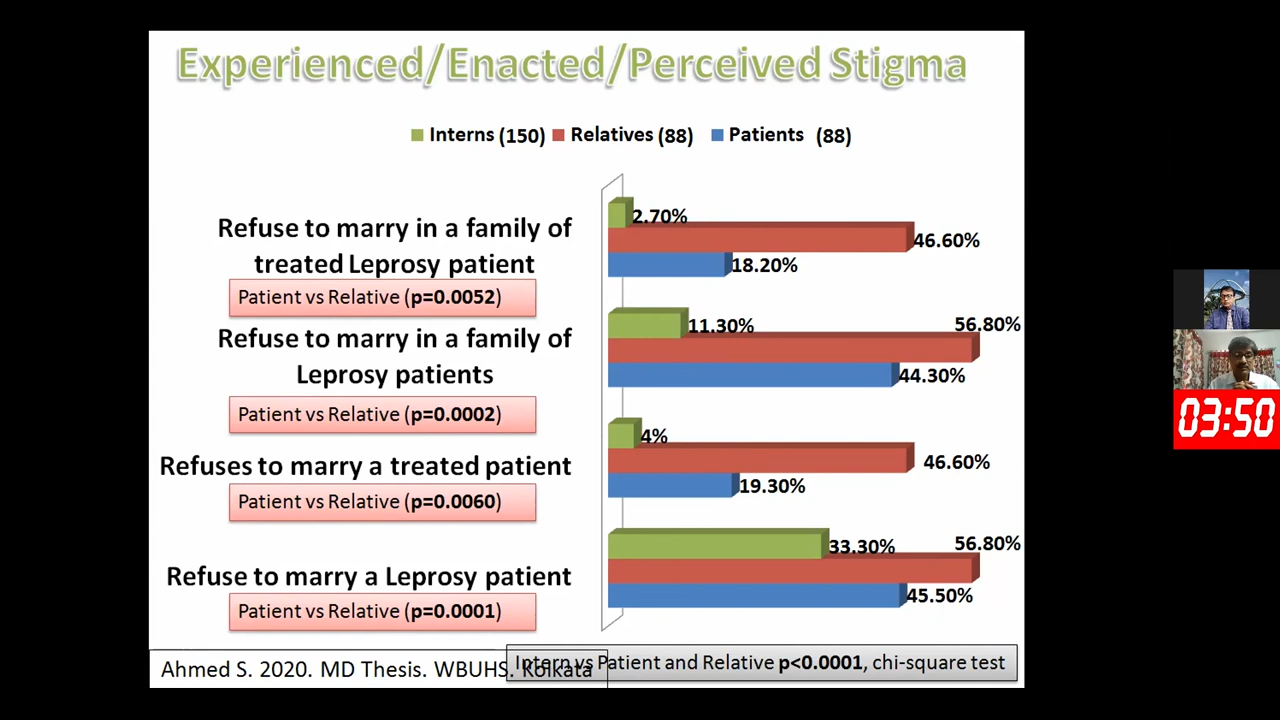 Experienced/Enacted/Perceived Stigma
Interns (150) Relatives (88) Patients (88)
Refuse to marry in a family of
treated Leprosy patient
Patient vs Relative (p=0.0052)
2.70%
46.60%
18.20%
Refuse to marry in a family of
Leprosy patients
Patient vs Relative (p=0.0002)
11.30%
56.80%
44.30%
Refuses to marry a treated patient
Patient vs Relative (p=0.0060)
4%
46.60%
19.30%
Refuse to marry a Leprosy patient
Patient vs Relative (p=0.0001)
33.30%
56.80%
45.50%
Ahmed S. 2020. MD Thesis. WBUHS. Kolkata
Intern vs Patient and Relative p<0.0001, chi-square test
03:50